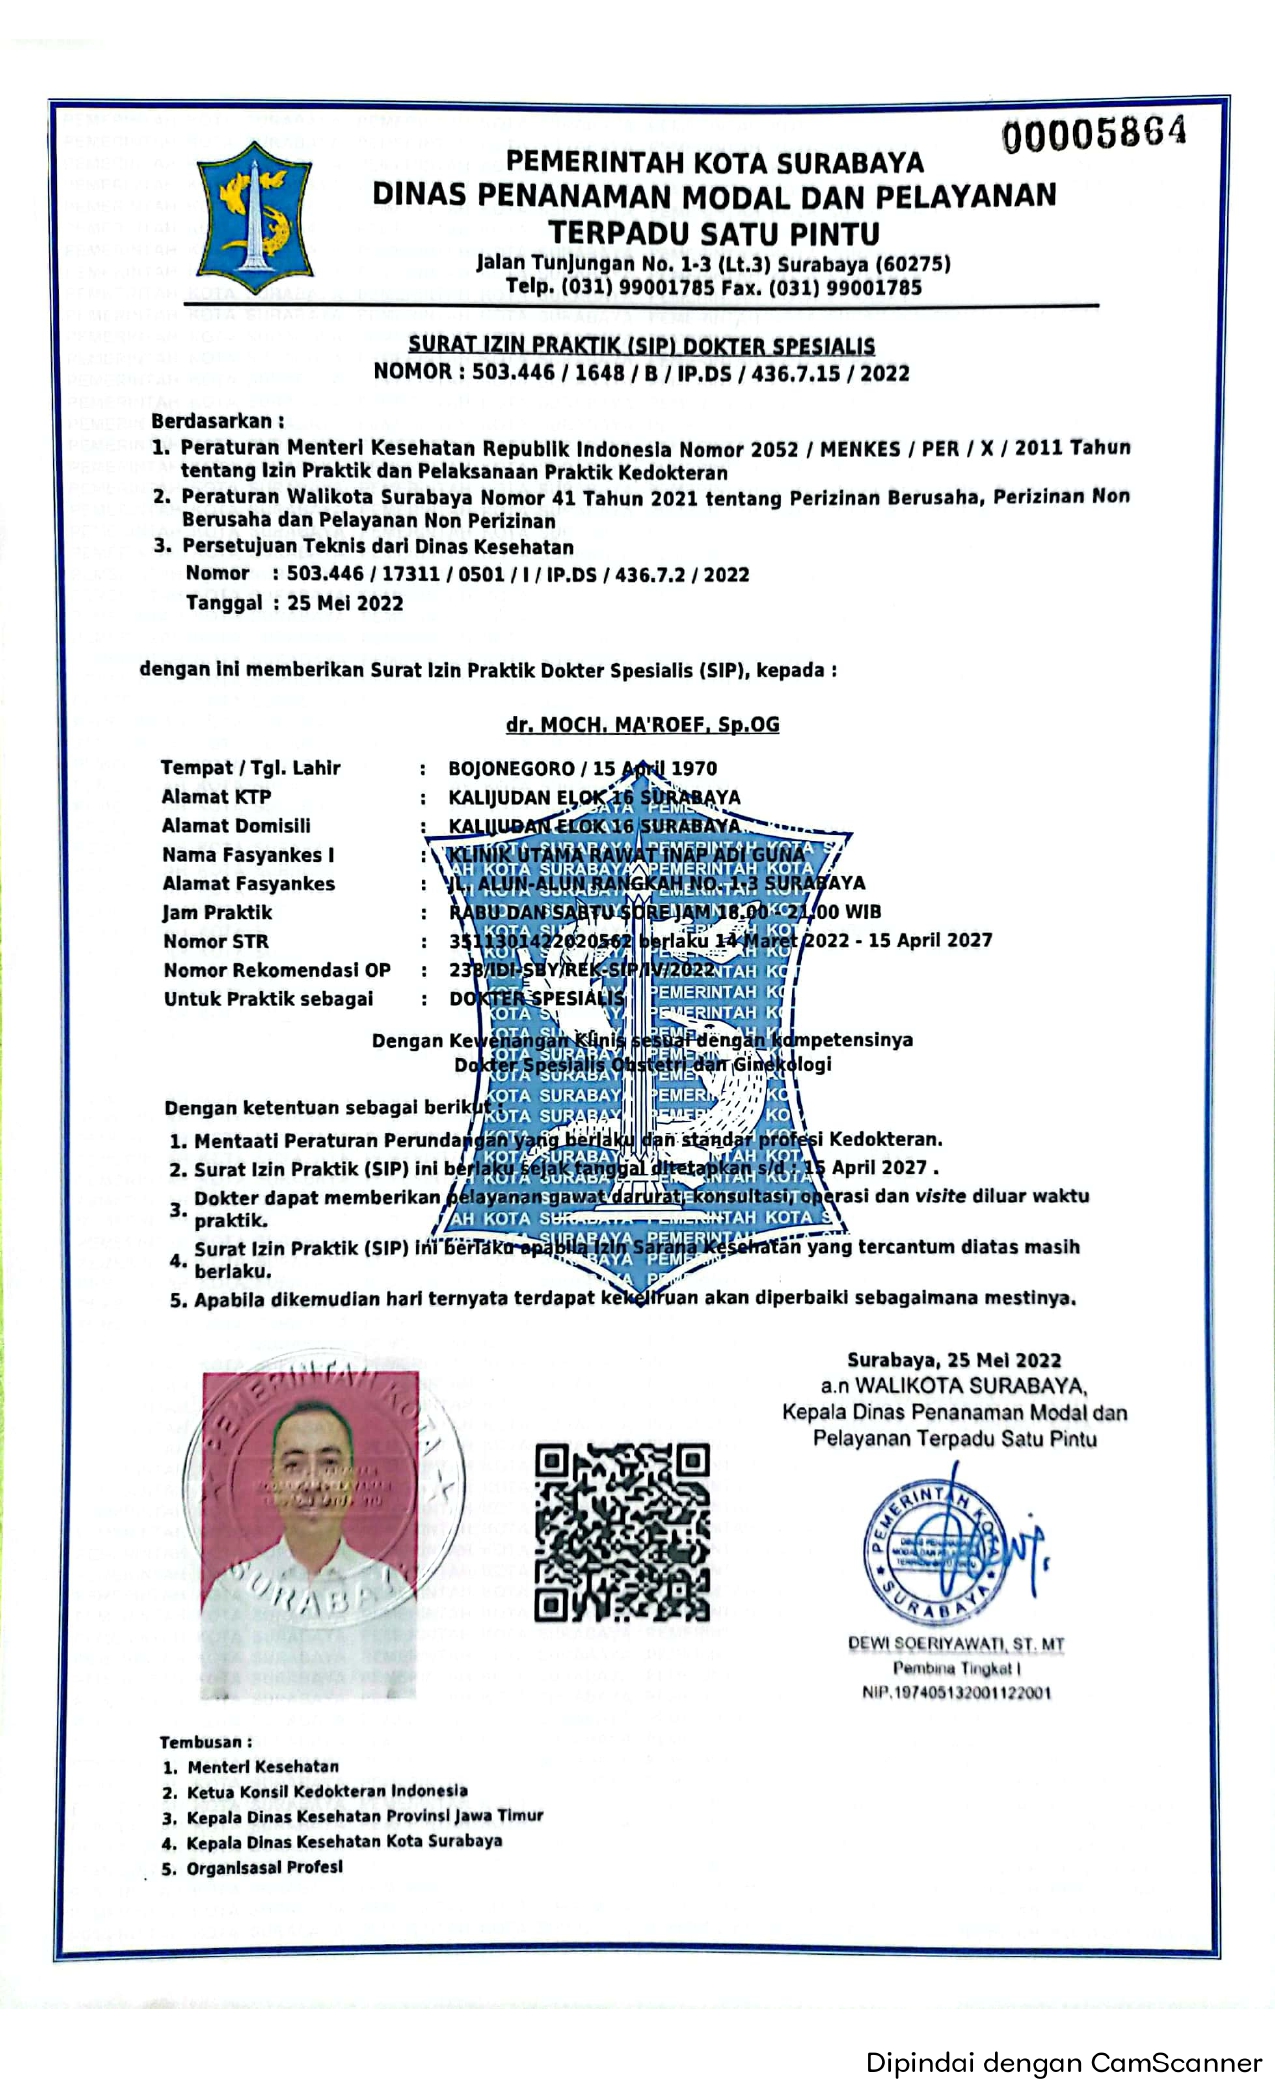 00005864
PEMERINTAH KOTA SURABAYA
DINAS PENANAMAN MODAL DAN PELAYANAN
TERPADU SATU PINTU
Jalan Tunjungan No. 1-3 (Lt.3) Surabaya (60275)
Telp. (031) 99001785 Fax. (031) 99001785
SURAT IZIN PRAKTIK (SIP) DOKTER SPESIALIS
NOMOR : 503.446 / 1648 / B / IP.DS / 436.7.15 / 2022
Berdasarkan :
1. Peraturan Menteri Kesehatan Republik Indonesia Nomor 2052 / MENKES / PER / X / 2011 Tahun
tentang Izin Praktik dan Pelaksanaan Praktik Kedokteran
2. Peraturan Walikota Surabaya Nomor 41 Tahun 2021 tentang Perizinan Berusaha, Perizinan Non
Berusaha dan Pelayanan Non Perizinan
3. Persetujuan Teknis dari Dinas Kesehatan
Nomor : 503.446 / 17311 / 0501 / I / IP.DS / 436.7.2 / 2022
Tanggal : 25 Mei 2022
dengan ini memberikan Surat Izin Praktik Dokter Spesialis (SIP), kepada :
dr. MOCH. MA'ROEF, Sp.OG
Tempat / Tgl. Lahir : BOJONEGORO / 15 April 1970
Alamat KTP : KALIJUDAN ELOK 16 SURABAYA
Alamat Domisili : KALIJUDAN ELOK 16 SURABAYA
Nama Fasyankes I : KLINIK UTAMA RAWAT INAP ADI GUNA
Alamat Fasyankes : JL. ALUN-ALUN RANGKAH NO. 1-3 SURABAYA
Jam Praktik : RABU DAN SABTU SORE JAM 18.00 - 21.00 WIB
Nomor STR : 3511301422020562 berlaku 14 Maret 2022 - 15 April 2027
Nomor Rekomendasi OP : 238/IDI-SBY/REK-SIP/IV/2022
Untuk Praktik sebagai : DOKTER SPESIALIS
Dengan Kewenangan Klinis sesuai dengan kompetensinya
Dokter Spesialis Obstetri dan Ginekologi
Dengan ketentuan sebagai berikut :
1. Mentaati Peraturan Perundangan yang berlaku dan standar profesi Kedokteran.
2. Surat Izin Praktik (SIP) ini berlaku sejak tanggal ditetapkan s/d : 15 April 2027 .
3. Dokter dapat memberikan pelayanan gawat darurat, konsultasi, operasi dan visite diluar waktu
praktik.
4. Surat Izin Praktik (SIP) ini berlaku apabila Izin Sarana Kesehatan yang tercantum diatas masih
berlaku.
5. Apabila dikemudian hari ternyata terdapat kekeliruan akan diperbaiki sebagaimana mestinya.
Surabaya, 25 Mei 2022
a.n WALIKOTA SURABAYA,
Kepala Dinas Penanaman Modal dan
Pelayanan Terpadu Satu Pintu
PEMERINTAH KOTA
SURABAYA
PEMERINTAH KOTA
SURABAYA
DEWI SOERIYAWATI, ST. MT
Pembina Tingkat I
NIP.197405132001122001
Tembusan :
1. Menteri Kesehatan
2. Ketua Konsil Kedokteran Indonesia
3. Kepala Dinas Kesehatan Provinsi Jawa Timur
4. Kepala Dinas Kesehatan Kota Surabaya
5. Organisasai Profesi
Dipindai dengan CamScanner